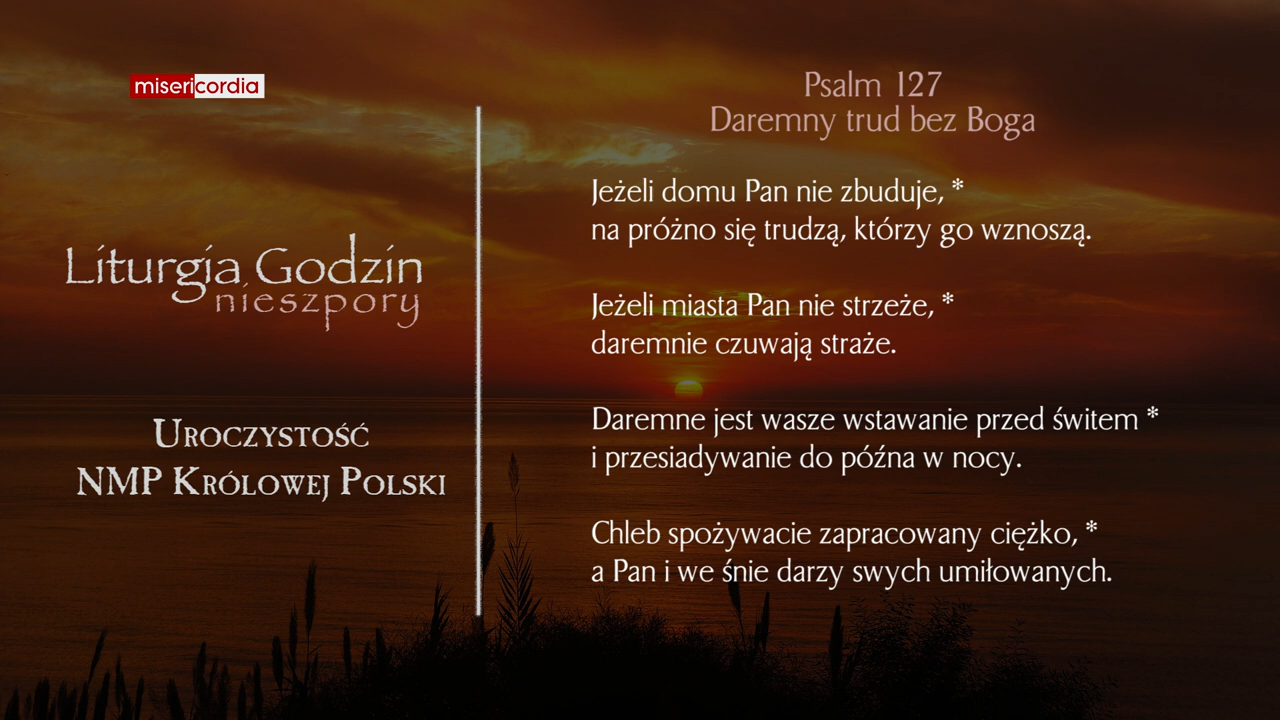 misericordia
Liturgia Godzin
nieszpory
Uroczystość
NMP Królowej Polski
Psalm 127
Daremny trud bez Boga
Jeżeli domu Pan nie zbuduje, *
na próżno się trudzą, którzy go wznoszą.
Jeżeli miasta Pan nie strzeże, *
daremnie czuwają straże.
Daremne jest wasze wstawanie przed świtem *
i przesiadywanie do późna w nocy.
Chleb spożywacie zapracowany ciężko, *
a Pan i we śnie darzy swych umiłowanych.